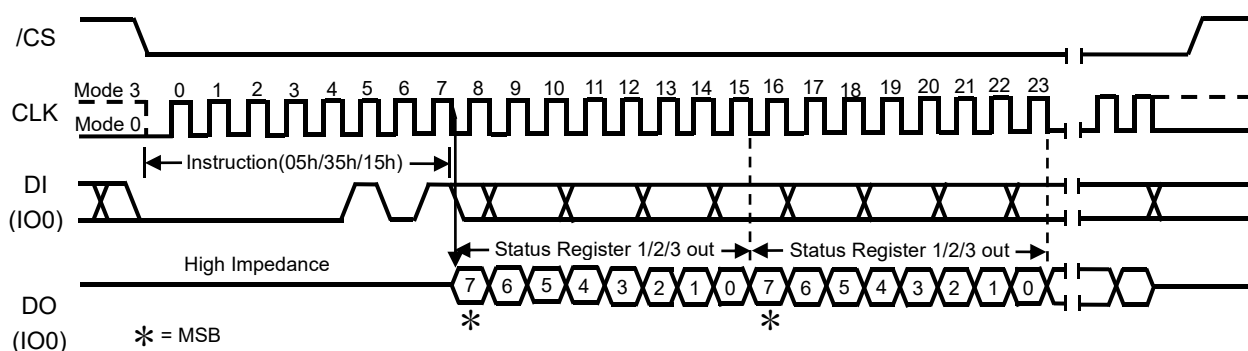 /CS
Mode 3 0 1 2 3 4 5 6 7 8 9 10 11 12 13 14 15 16 17 18 19 20 21 22 23
CLK
Mode 0
Instruction(05h/35h/15h)
DI
(IO0)
Status Register 1/2/3 out Status Register 1/2/3 out
High Impedance
7 6 5 4 3 2 1 0 7 6 5 4 3 2 1 0
DO
(IO0)
* * *
= MSB